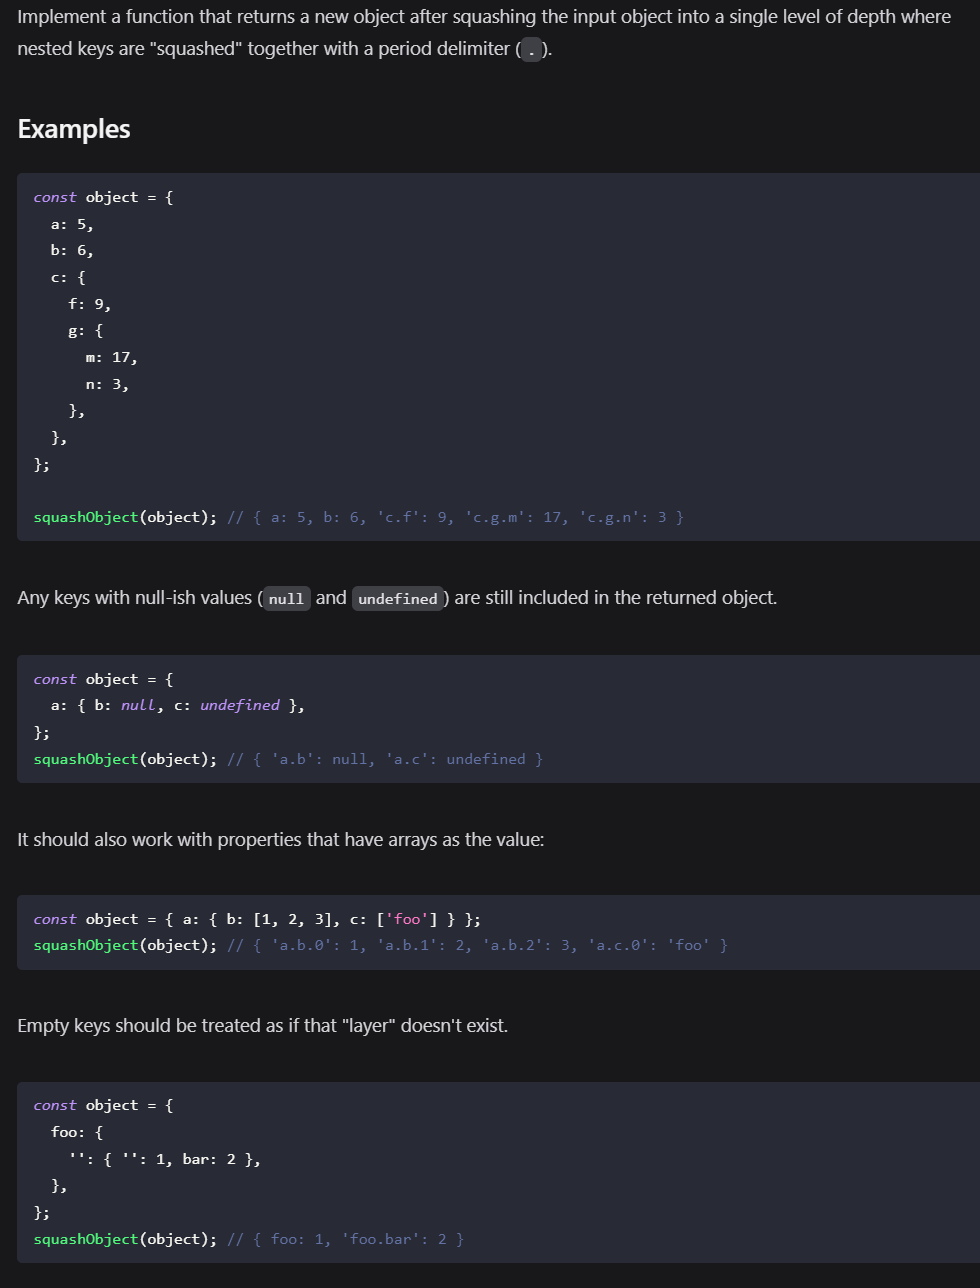 Implement a function that returns a new object after squashing the input object into a single level of depth where
nested keys are "squashed" together with a period delimiter ( . ).
Examples
const object = {
  a: 5,
  b: 6,
  c: {
    f: 9,
    g: {
      m: 17,
      n: 3,
    },
  },
};
squashObject(object); // { a: 5, b: 6, 'c.f': 9, 'c.g.m': 17, 'c.g.n': 3 }
Any keys with null-ish values ( null and undefined ) are still included in the returned object.
const object = {
  a: { b: null, c: undefined },
};
squashObject(object); // { 'a.b': null, 'a.c': undefined }
It should also work with properties that have arrays as the value:
const object = { a: { b: [1, 2, 3], c: ['foo'] } };
squashObject(object); // { 'a.b.0': 1, 'a.b.1': 2, 'a.b.2': 3, 'a.c.0': 'foo' }
Empty keys should be treated as if that "layer" doesn't exist.
const object = {
  foo: {
    '': { '': 1, bar: 2 },
  },
};
squashObject(object); // { foo: 1, 'foo.bar': 2 }